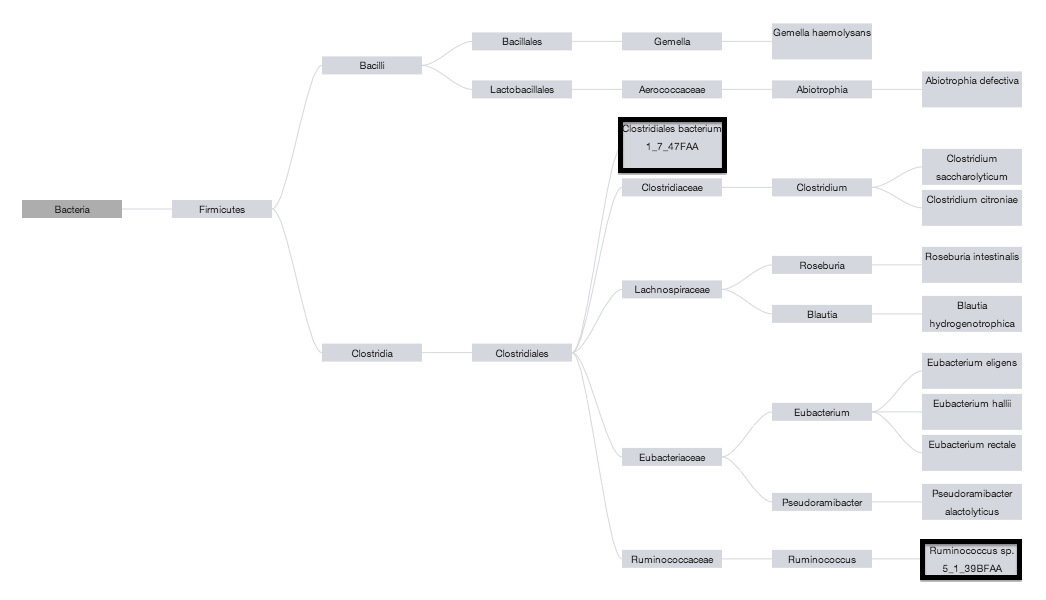 Bacteria
Firmicutes
Bacilli
Bacillales
Gemella
Gemella haemolysans
Lactobacillales
Aerococcaceae
Abiotrophia
Abiotrophia defectiva
Clostridia
Clostridiales
Clostridiales bacterium
1_7_47FAA
Clostridiaceae
Clostridium
Clostridium
saccharolyticum
Clostridium citroniae
Lachnospiraceae
Roseburia
Roseburia intestinalis
Blautia
Blautia
hydrogenotrophica
Eubacteriaceae
Eubacterium
Eubacterium eligens
Eubacterium hallii
Eubacterium rectale
Pseudoramibacter
Pseudoramibacter
alactolyticus
Ruminococcaceae
Ruminococcus
Ruminococcus sp.
5_1_39BFAA